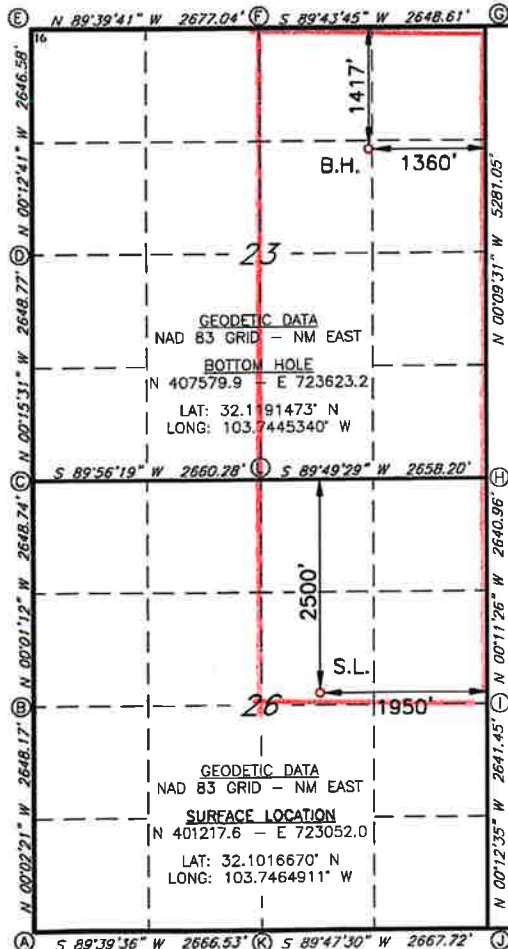 E N 89°39'41" W 2677.04' F S 89°43'45" W 2648.61' G
16
N 00°12'41" W 2646.58'
1417'
B.H.
1360'
N 00°09'31" W 5281.05'
D
23
GEODETIC DATA
NAD 83 GRID - NM EAST
BOTTOM HOLE
N 407579.9 - E 723623.2
LAT: 32.1191473° N
LONG: 103.7445340° W
N 00°15'31" W 2648.77'
C S 89°56'19" W 2660.28' L S 89°49'29" W 2658.20' H
N 00°01'12" W 2648.74'
2500'
N 00°11'26" W 2640.96'
S.L.
B
26
1950'
I
GEODETIC DATA
NAD 83 GRID - NM EAST
SURFACE LOCATION
N 401217.6 - E 723052.0
LAT: 32.1016670° N
LONG: 103.7464911° W
N 00°02'21" W 2648.17'
N 00°12'35" W 2641.45'
A S 89°39'36" W 2666.53' K S 89°47'30" W 2667.72' J